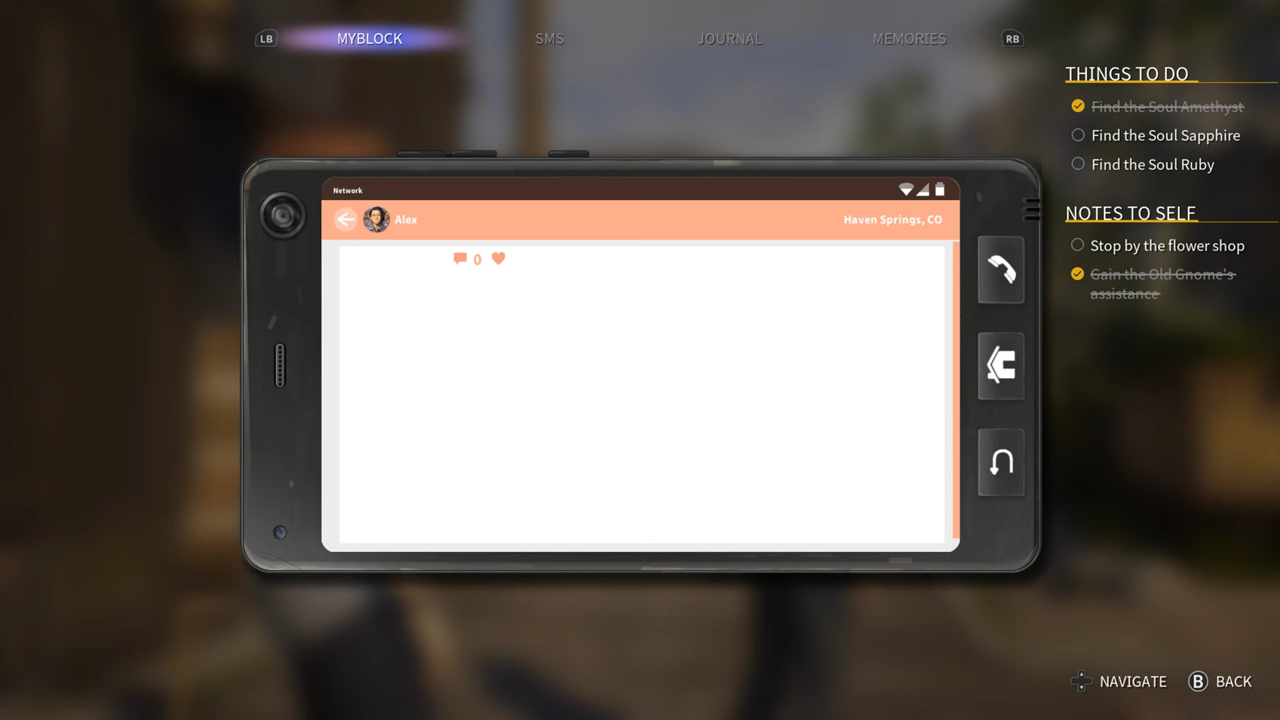 LB MYBLOCK SMS JOURNAL MEMORIES RB
THINGS TO DO
Find the Soul Amethyst
Find the Soul Sapphire
Find the Soul Ruby
NOTES TO SELF
Stop by the flower shop
Gain the Old Gnome's
assistance
Network
Alex Haven Springs, CO
0
NAVIGATE B BACK